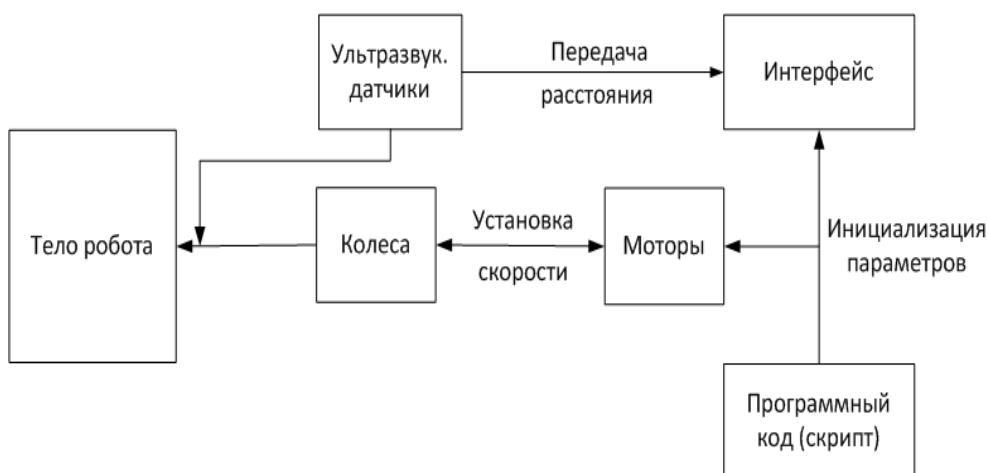 Ультразвук.
датчики
Передача
расстояния
Интерфейс
Тело робота
Колеса
Установка
скорости
Моторы
Инициализация
параметров
Программный
код (скрипт)